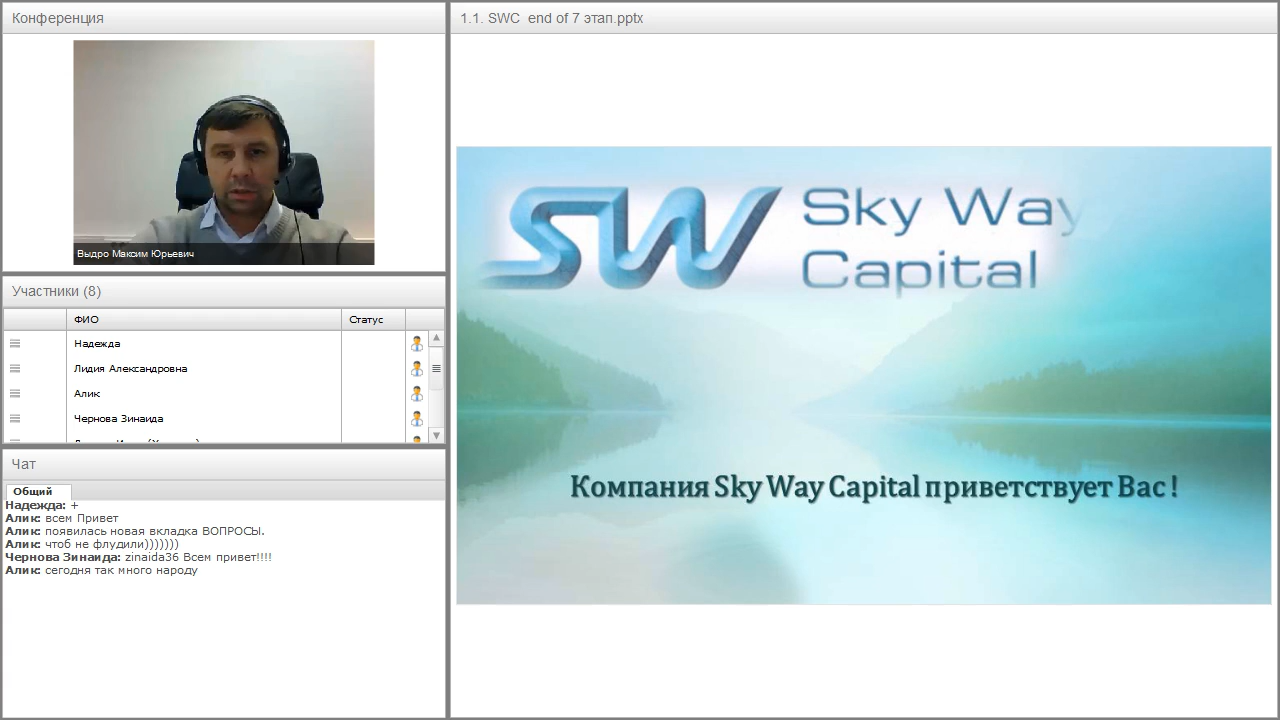 Конференция
Выдро Максим Юрьевич
Участники (8)
ФИО
Статус
Надежда
Лидия Александровна
Алик
Чернова Зинаида
Чат
Общий
Надежда: +
Алик: всем Привет
Алик: появилась новая вкладка ВОПРОСЫ.
Алик: чтоб не флудили)))))))
Чернова Зинаида: zinaida36 Всем привет!!!!
Алик: сегодня так много народу
1.1. SWC end of 7 этап.pptx
SW
Sky Way
Capital
Компания Sky Way Capital приветствует Вас !